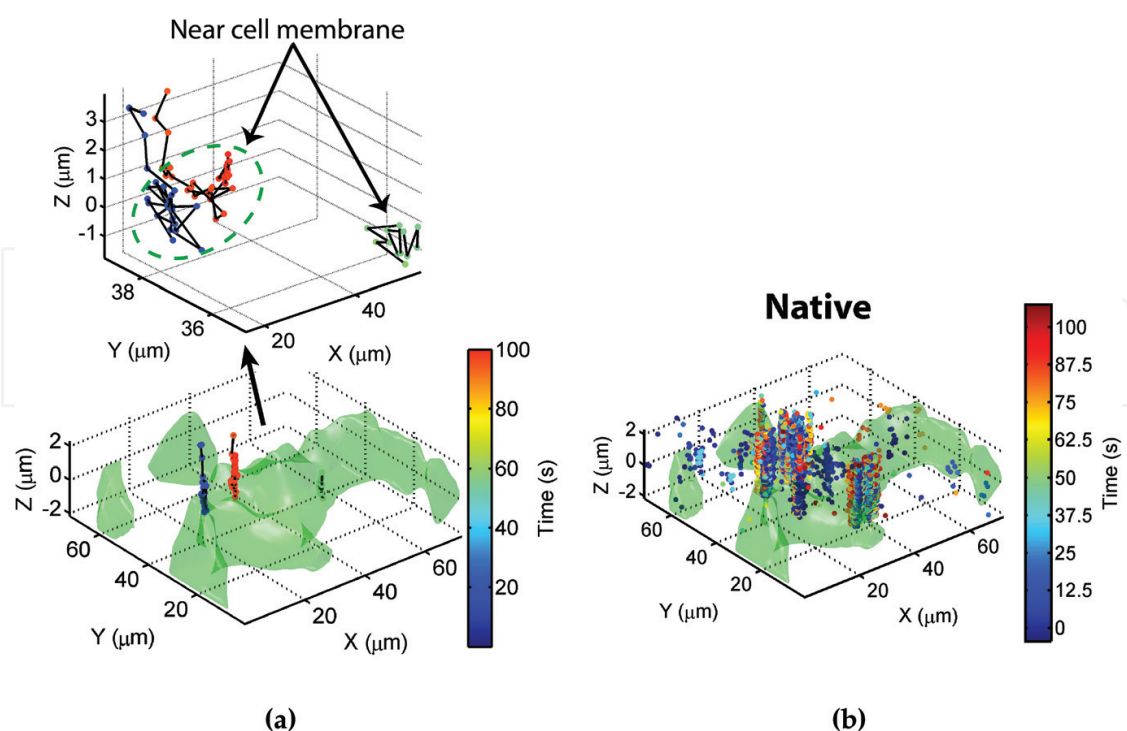 Near cell membrane
3
2
1
0
-1
Z (μm)
38
36
Y (μm)
20
40
X (μm)
100
80
60
40
20
Time (s)
2
0
-2
Z (μm)
60
40
20
Y (μm)
20
40
60
X (μm)
(a)
Native
100
87.5
75
62.5
50
37.5
25
12.5
0
Time (s)
2
0
-2
Z (μm)
60
40
20
Y (μm)
20
40
60
X (μm)
(b)